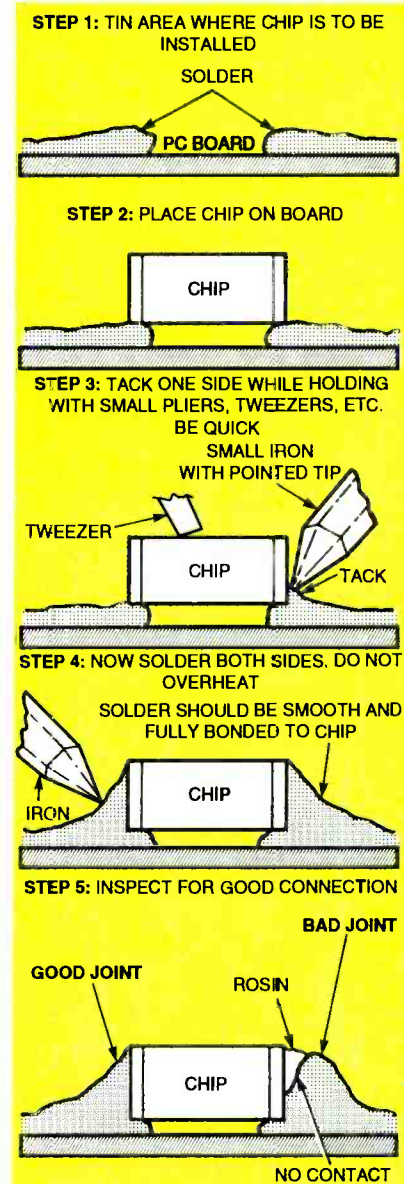 STEP 1: TIN AREA WHERE CHIP IS TO BE
INSTALLED
SOLDER
PC BOARD
STEP 2: PLACE CHIP ON BOARD
CHIP
STEP 3: TACK ONE SIDE WHILE HOLDING
WITH SMALL PLIERS, TWEEZERS, ETC.
BE QUICK
SMALL IRON
WITH POINTED TIP
TWEEZER
CHIP
TACK
STEP 4: NOW SOLDER BOTH SIDES. DO NOT
OVERHEAT
SOLDER SHOULD BE SMOOTH AND
FULLY BONDED TO CHIP
IRON
CHIP
STEP 5: INSPECT FOR GOOD CONNECTION
BAD JOINT
GOOD JOINT
ROSIN
CHIP
NO CONTACT